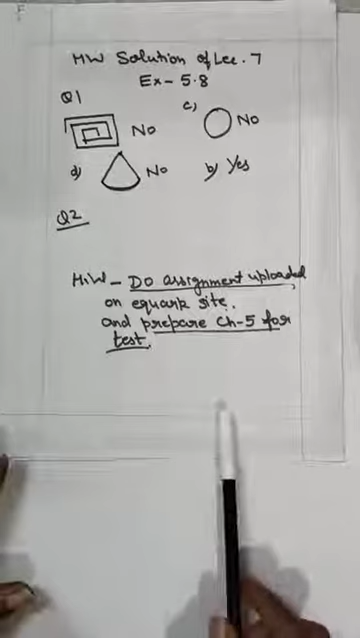 HW Solution of Lec. 7
Ex- 5.8
Q1
No
c) No
d) No
b) Yes
Q2
H.W - Do assignment uploaded
on equark site.
and prepare Ch-5 for
test.